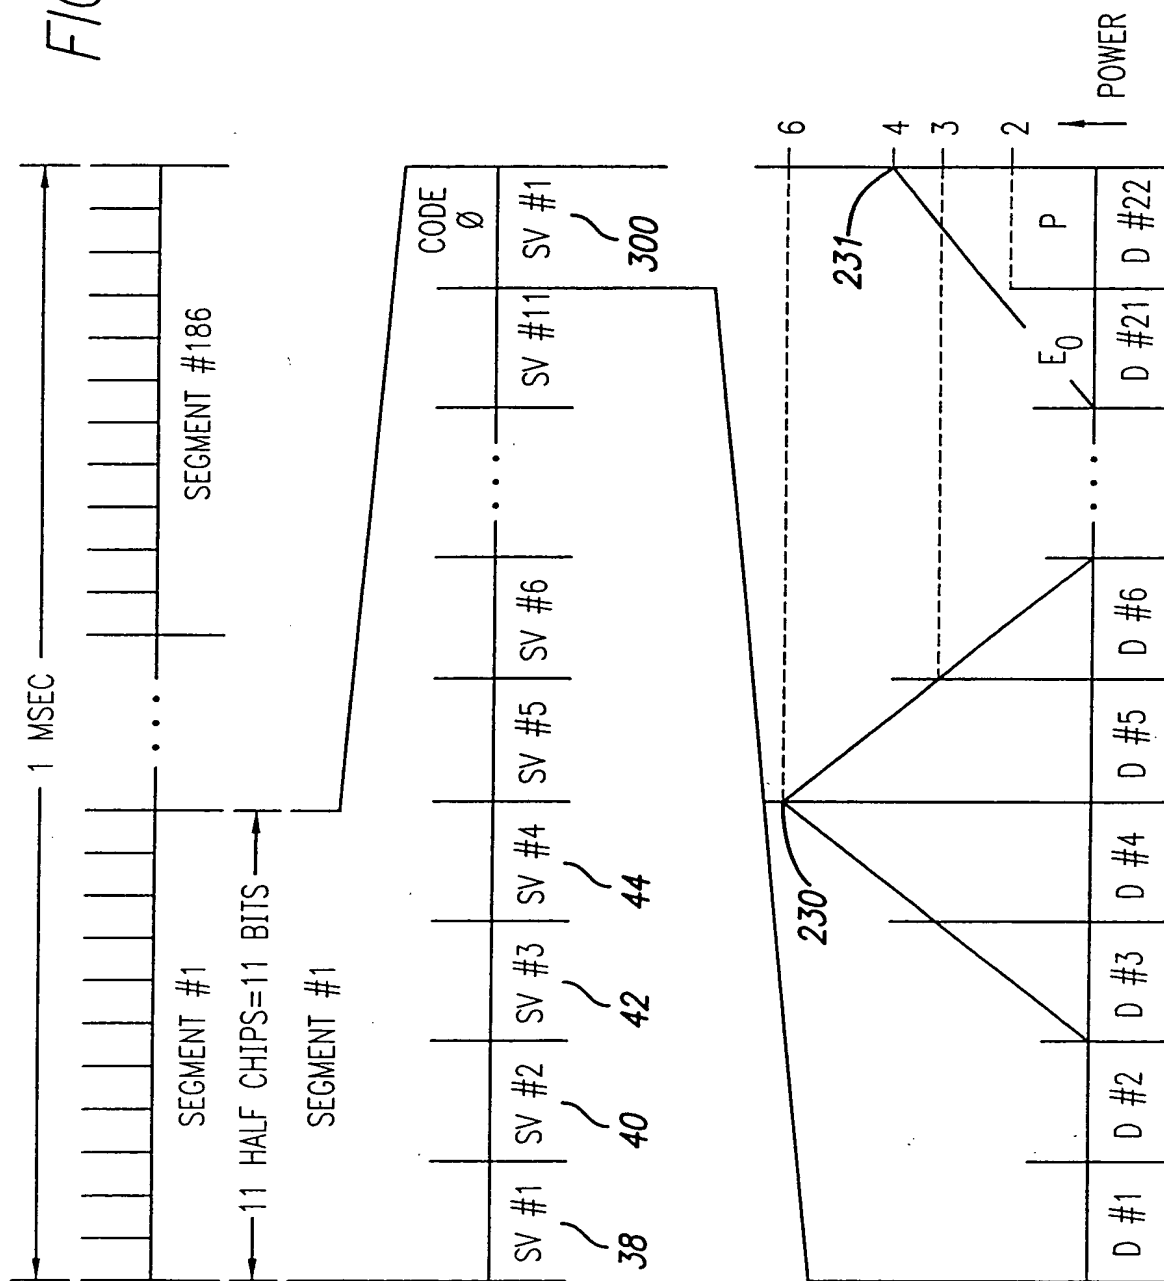 FIG
1 MSEC
SEGMENT #1
SEGMENT #186
11 HALF CHIPS=11 BITS
SEGMENT #1
CODE
Ø
SV #1
SV #2
SV #3
SV #4
SV #5
SV #6
SV #11
SV #1
38
40
42
44
300
230
231
6
4
3
2
POWER
E0
P
D #1
D #2
D #3
D #4
D #5
D #6
D #21
D #22